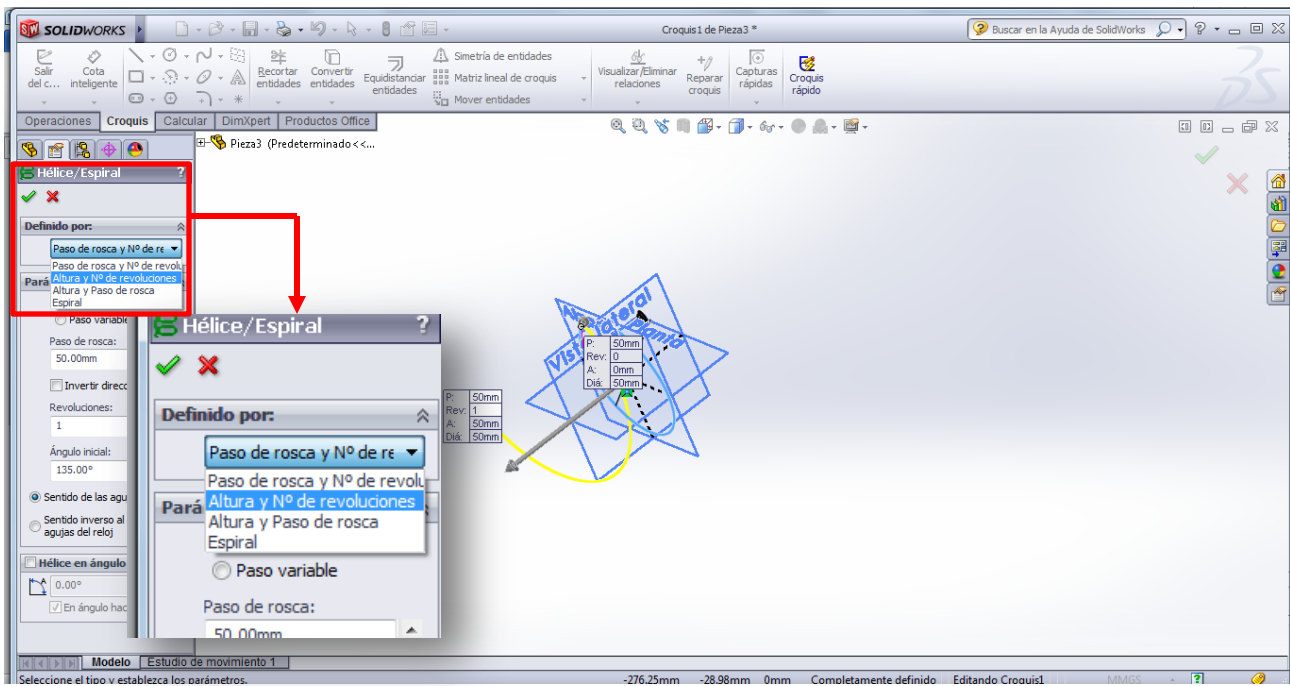 SOLIDWORKS
Croquis1 de Pieza3 *
Buscar en la Ayuda de SolidWorks
Salir del c...
Cota inteligente
Recortar entidades
Convertir entidades
Equidistanciar entidades
Simetría de entidades
Matriz lineal de croquis
Mover entidades
Visualizar/Eliminar relaciones
Reparar croquis
Capturas rápidas
Croquis rápido
Operaciones Croquis Calcular DimXpert Productos Office
Pieza3 (Predeterminado<<...
Hélice/Espiral ?
Definido por:
Paso de rosca y Nº de re
Paso de rosca y Nº de revolu
Altura y Nº de revoluciones
Altura y Paso de rosca
Espiral
Pará
Paso variable
Paso de rosca:
50.00mm
Invertir direcc
Revoluciones:
1
Ángulo inicial:
135.00°
Sentido de las agu
Sentido inverso al
agujas del reloj
Hélice en ángulo
0.00°
En ángulo hac
Hélice/Espiral ?
Definido por:
Paso de rosca y Nº de re
Paso de rosca y Nº de revolu
Altura y Nº de revoluciones
Altura y Paso de rosca
Espiral
Pará
Paso variable
Paso de rosca:
50.00mm
Planta
P: 50mm
Rev: 0
A: 0mm
Diá: 50mm
P: 50mm
Rev: 1
A: 50mm
Diá: 50mm
Modelo Estudio de movimiento 1
Seleccione el tipo y establezca los parámetros.
-276.25mm -28.98mm 0mm Completamente definido Editando Croquis1 MMGS